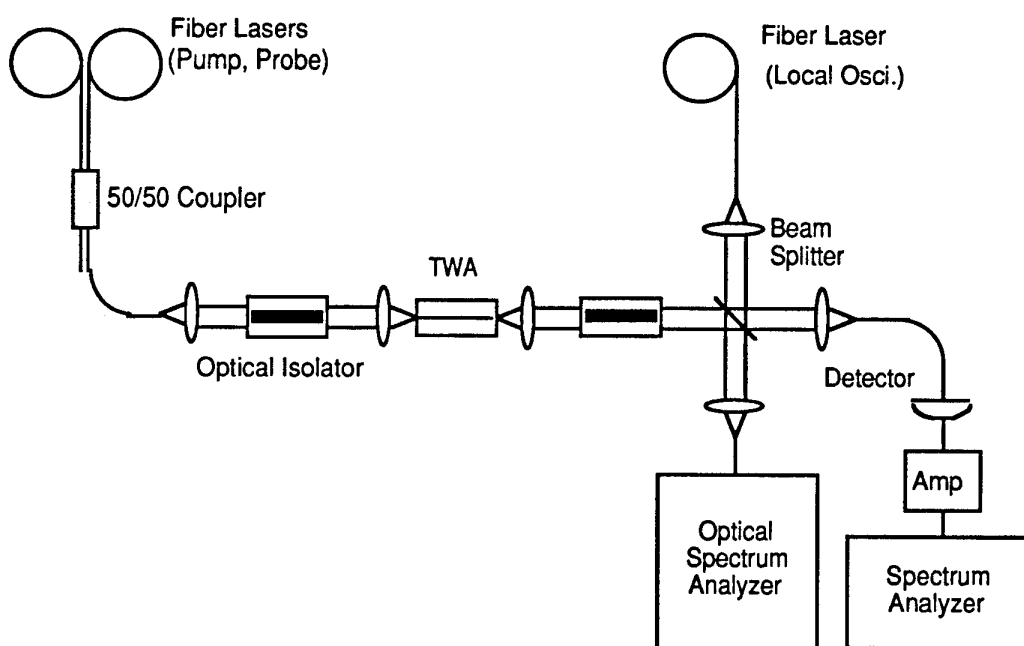 Fiber Lasers
(Pump, Probe)
Fiber Laser
(Local Osci.)
50/50 Coupler
Beam
Splitter
TWA
Optical Isolator
Detector
Amp
Optical
Spectrum
Analyzer
Spectrum
Analyzer